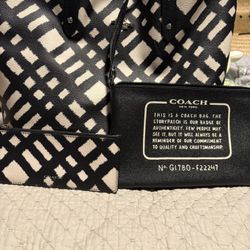 COACH
NEW YORK
THIS IS A COACH BAG. THE
STORYPATCH IS OUR BADGE OF
AUTHENTICITY. FEW PEOPLE MAY
SEE IT, BUT IT WILL ALWAYS BE A
REMINDER OF OUR COMMITMENT
TO QUALITY AND CRAFTSMANSHIP.
No G1780-F22247